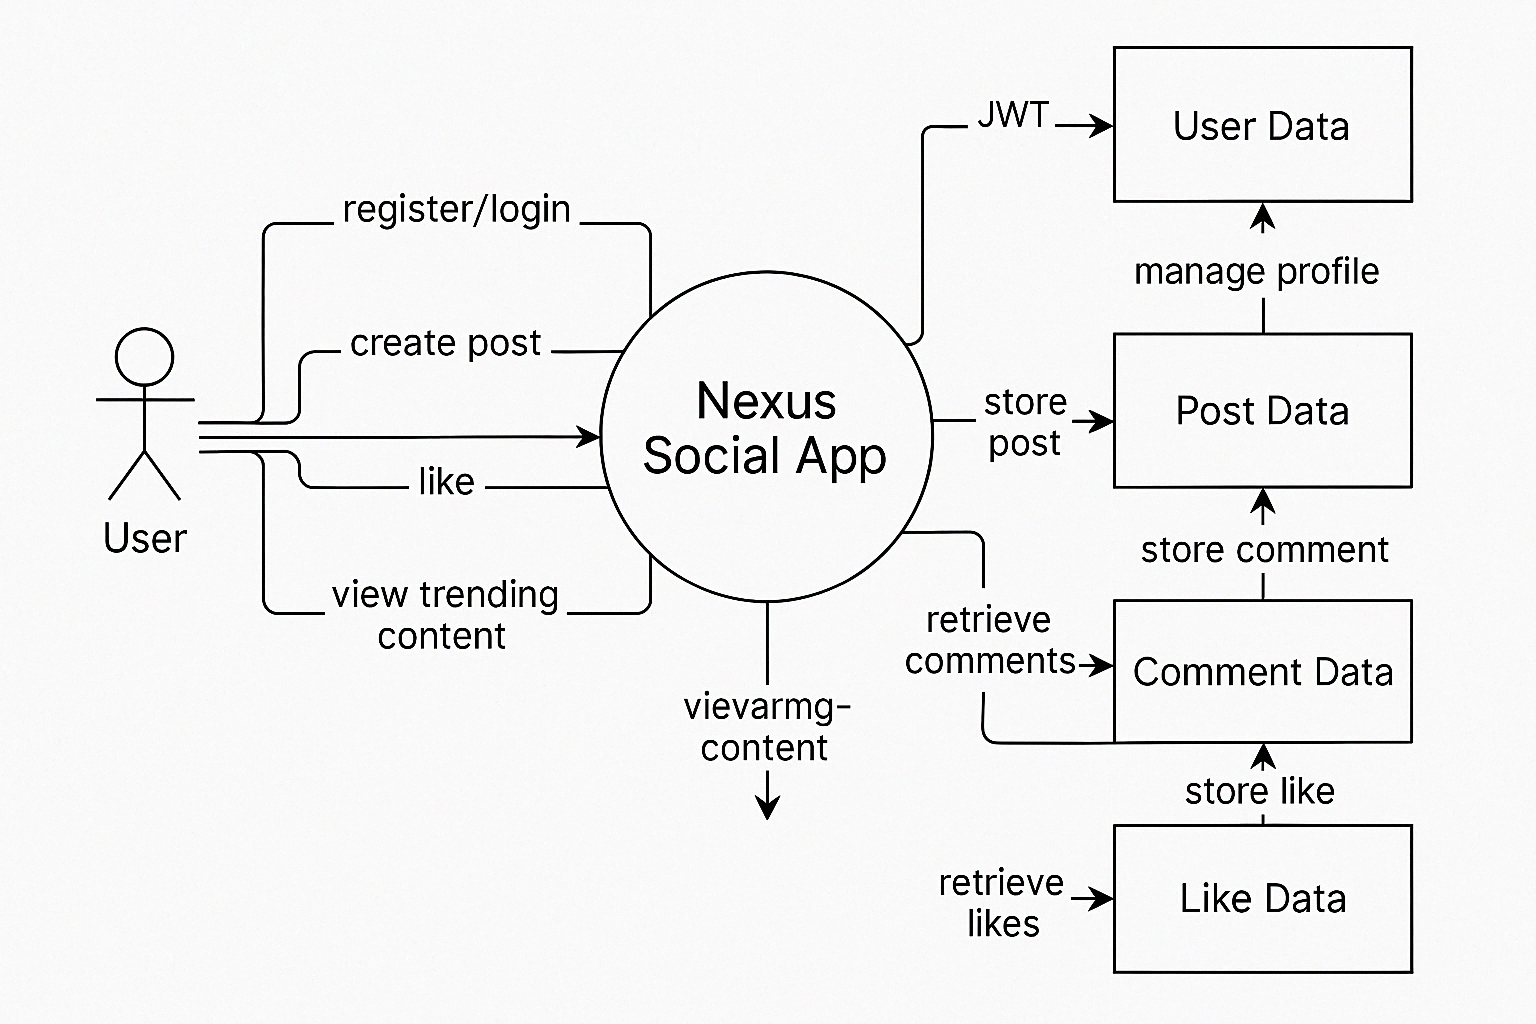 JWT
User Data
register/login
manage profile
create post
Nexus
Social App
store
post
Post Data
like
User
store comment
view trending
content
retrieve
comments
Comment Data
vievarmg-
content
store like
retrieve
likes
Like Data